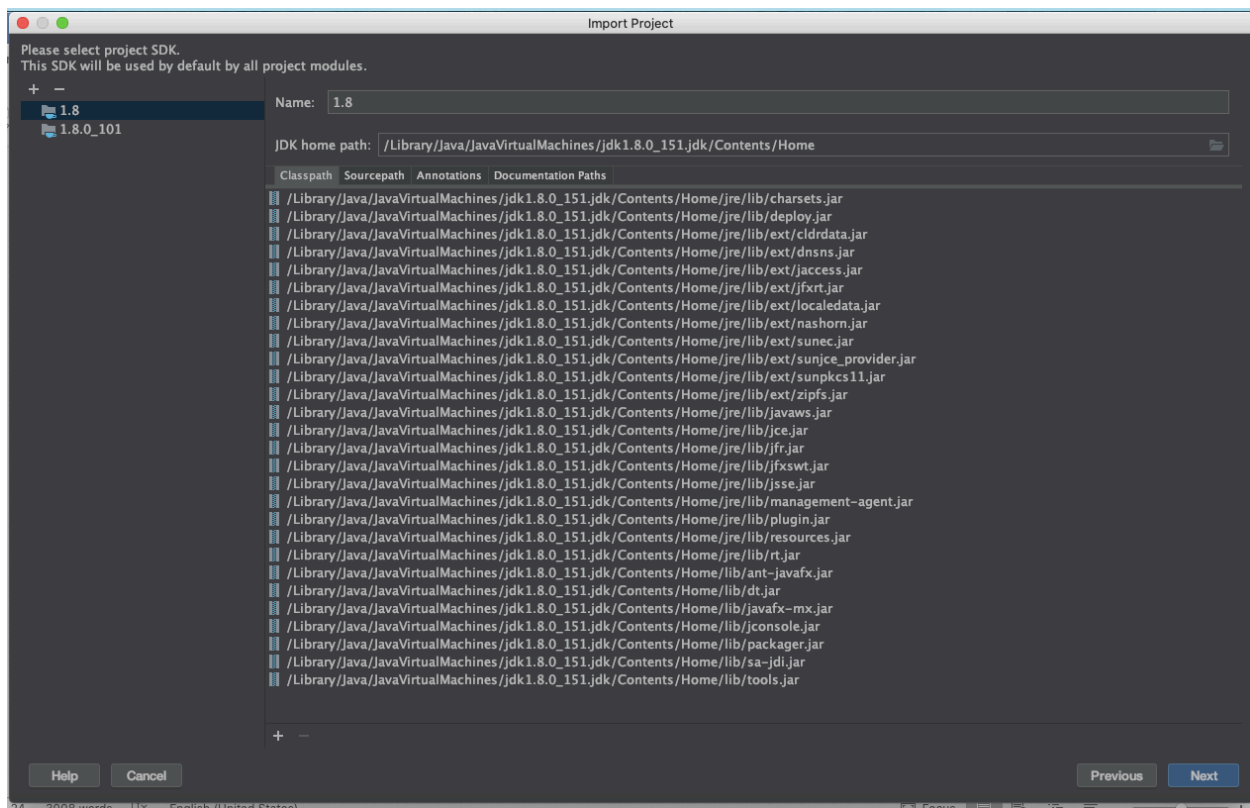 Import Project
Please select project SDK.
This SDK will be used by default by all project modules.
+ −
1.8
1.8.0_101
Name: 1.8
JDK home path: /Library/Java/JavaVirtualMachines/jdk1.8.0_151.jdk/Contents/Home
Classpath Sourcepath Annotations Documentation Paths
/Library/Java/JavaVirtualMachines/jdk1.8.0_151.jdk/Contents/Home/jre/lib/charsets.jar
/Library/Java/JavaVirtualMachines/jdk1.8.0_151.jdk/Contents/Home/jre/lib/deploy.jar
/Library/Java/JavaVirtualMachines/jdk1.8.0_151.jdk/Contents/Home/jre/lib/ext/cldrdata.jar
/Library/Java/JavaVirtualMachines/jdk1.8.0_151.jdk/Contents/Home/jre/lib/ext/dnsns.jar
/Library/Java/JavaVirtualMachines/jdk1.8.0_151.jdk/Contents/Home/jre/lib/ext/jaccess.jar
/Library/Java/JavaVirtualMachines/jdk1.8.0_151.jdk/Contents/Home/jre/lib/ext/jfxrt.jar
/Library/Java/JavaVirtualMachines/jdk1.8.0_151.jdk/Contents/Home/jre/lib/ext/localedata.jar
/Library/Java/JavaVirtualMachines/jdk1.8.0_151.jdk/Contents/Home/jre/lib/ext/nashorn.jar
/Library/Java/JavaVirtualMachines/jdk1.8.0_151.jdk/Contents/Home/jre/lib/ext/sunec.jar
/Library/Java/JavaVirtualMachines/jdk1.8.0_151.jdk/Contents/Home/jre/lib/ext/sunjce_provider.jar
/Library/Java/JavaVirtualMachines/jdk1.8.0_151.jdk/Contents/Home/jre/lib/ext/sunpkcs11.jar
/Library/Java/JavaVirtualMachines/jdk1.8.0_151.jdk/Contents/Home/jre/lib/ext/zipfs.jar
/Library/Java/JavaVirtualMachines/jdk1.8.0_151.jdk/Contents/Home/jre/lib/javaws.jar
/Library/Java/JavaVirtualMachines/jdk1.8.0_151.jdk/Contents/Home/jre/lib/jce.jar
/Library/Java/JavaVirtualMachines/jdk1.8.0_151.jdk/Contents/Home/jre/lib/jfr.jar
/Library/Java/JavaVirtualMachines/jdk1.8.0_151.jdk/Contents/Home/jre/lib/jfxswt.jar
/Library/Java/JavaVirtualMachines/jdk1.8.0_151.jdk/Contents/Home/jre/lib/jsse.jar
/Library/Java/JavaVirtualMachines/jdk1.8.0_151.jdk/Contents/Home/jre/lib/management-agent.jar
/Library/Java/JavaVirtualMachines/jdk1.8.0_151.jdk/Contents/Home/jre/lib/plugin.jar
/Library/Java/JavaVirtualMachines/jdk1.8.0_151.jdk/Contents/Home/jre/lib/resources.jar
/Library/Java/JavaVirtualMachines/jdk1.8.0_151.jdk/Contents/Home/jre/lib/rt.jar
/Library/Java/JavaVirtualMachines/jdk1.8.0_151.jdk/Contents/Home/lib/ant-javafx.jar
/Library/Java/JavaVirtualMachines/jdk1.8.0_151.jdk/Contents/Home/lib/dt.jar
/Library/Java/JavaVirtualMachines/jdk1.8.0_151.jdk/Contents/Home/lib/javafx-mx.jar
/Library/Java/JavaVirtualMachines/jdk1.8.0_151.jdk/Contents/Home/lib/jconsole.jar
/Library/Java/JavaVirtualMachines/jdk1.8.0_151.jdk/Contents/Home/lib/packager.jar
/Library/Java/JavaVirtualMachines/jdk1.8.0_151.jdk/Contents/Home/lib/sa-jdi.jar
/Library/Java/JavaVirtualMachines/jdk1.8.0_151.jdk/Contents/Home/lib/tools.jar
+ −
Help Cancel Previous Next
words English (United States) Focus